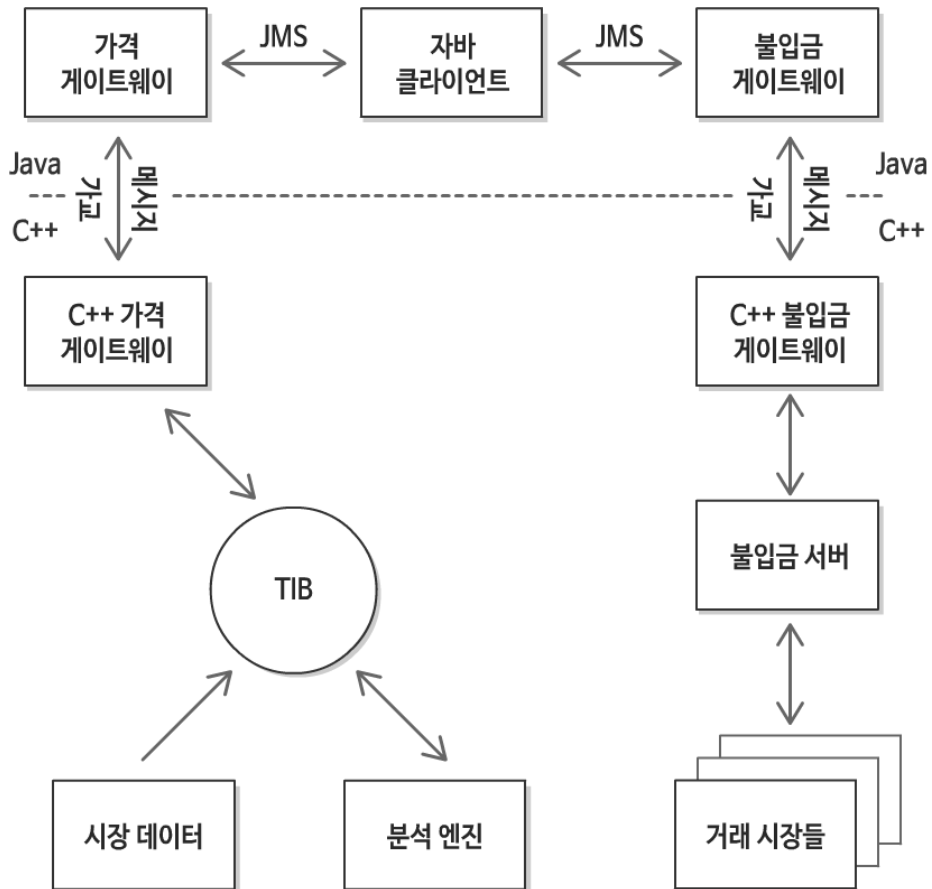 가격
게이트웨이
JMS
자바
클라이언트
JMS
불입금
게이트웨이
Java
C++
가교
메시지
가교
메시지
Java
C++
C++ 가격
게이트웨이
C++ 불입금
게이트웨이
TIB
불입금 서버
시장 데이터
분석 엔진
거래 시장들